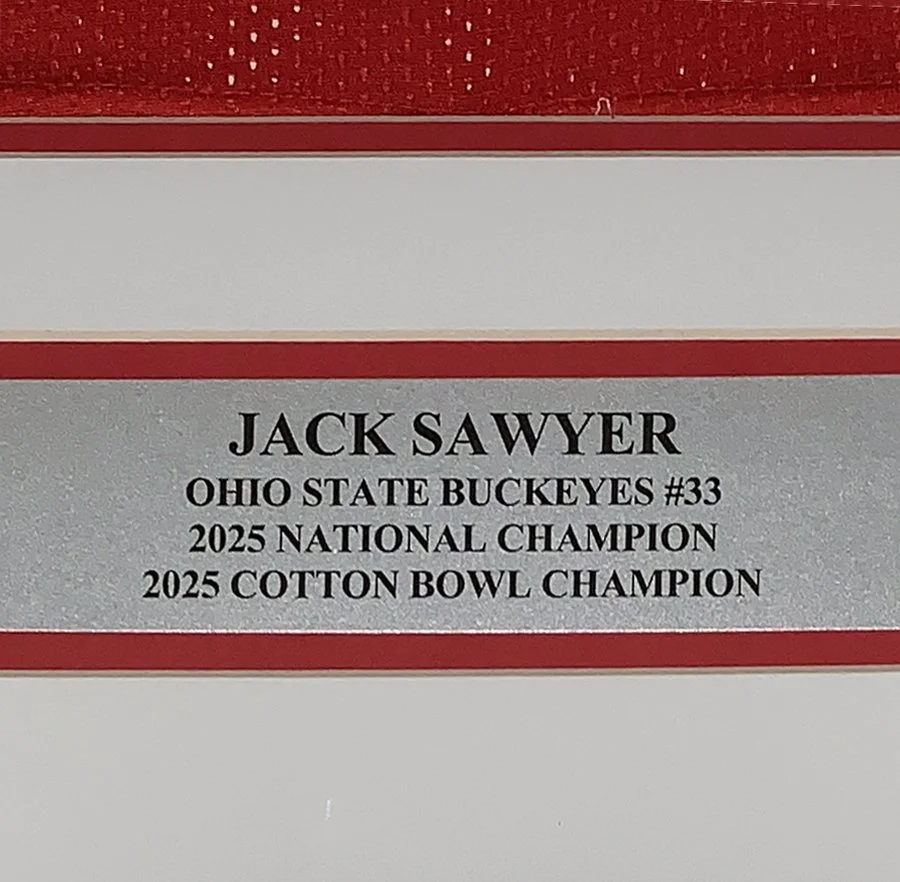 JACK SAWYER
OHIO STATE BUCKEYES #33
2025 NATIONAL CHAMPION
2025 COTTON BOWL CHAMPION